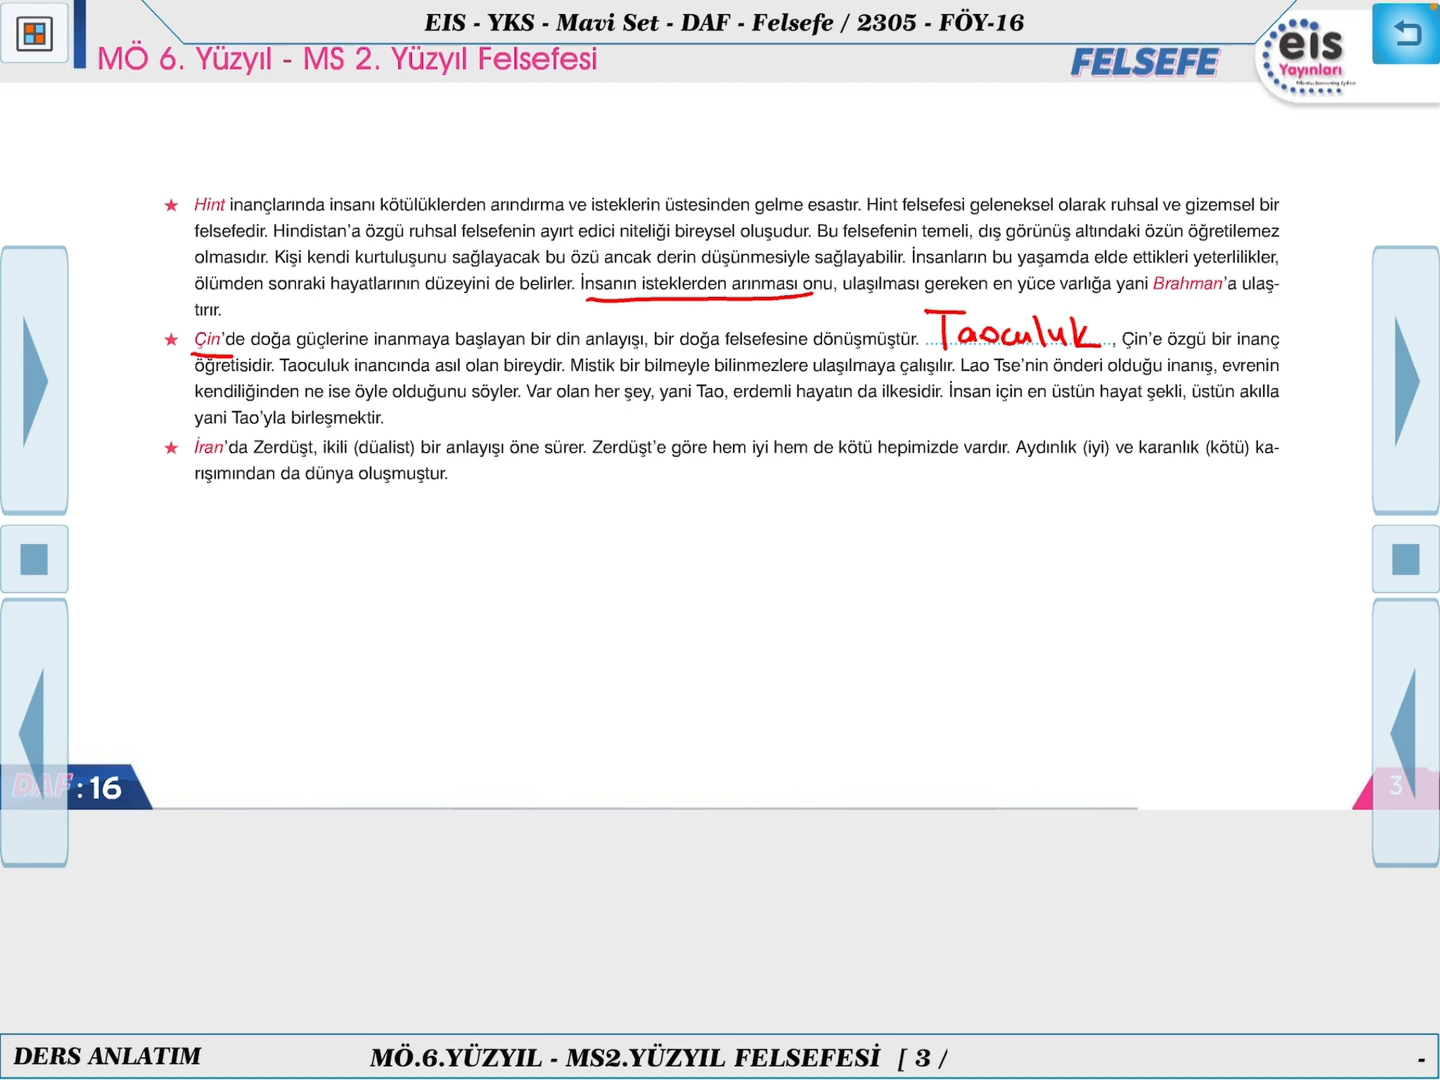 EIS - YKS - Mavi Set - DAF - Felsefe / 2305 - FÖY-16
MÖ 6. Yüzyıl - MS 2. Yüzyıl Felsefesi
FELSEFE
eis
Yayınları
★ Hint inançlarında insanı kötülüklerden arındırma ve isteklerin üstesinden gelme esastır. Hint felsefesi geleneksel olarak ruhsal ve gizemsel bir
felsefedir. Hindistan'a özgü ruhsal felsefenin ayırt edici niteliği bireysel oluşudur. Bu felsefenin temeli, dış görünüş altındaki özün öğretilemez
olmasıdır. Kişi kendi kurtuluşunu sağlayacak bu özü ancak derin düşünmesiyle sağlayabilir. İnsanların bu yaşamda elde ettikleri yeterlilikler,
ölümden sonraki hayatlarının düzeyini de belirler. İnsanın isteklerden arınması onu, ulaşılması gereken en yüce varlığa yani Brahman'a ulaş-
tırır.
★ Çin'de doğa güçlerine inanmaya başlayan bir din anlayışı, bir doğa felsefesine dönüşmüştür. Taoculuk, Çin'e özgü bir inanç
öğretisidir. Taoculuk inancında asıl olan bireydir. Mistik bir bilmeyle bilinmezlere ulaşılmaya çalışılır. Lao Tse'nin önderi olduğu inanış, evrenin
kendiliğinden ne ise öyle olduğunu söyler. Var olan her şey, yani Tao, erdemli hayatın da ilkesidir. İnsan için en üstün hayat şekli, üstün akılla
yani Tao'yla birleşmektir.
★ İran'da Zerdüşt, ikili (düalist) bir anlayışı öne sürer. Zerdüşt'e göre hem iyi hem de kötü hepimizde vardır. Aydınlık (iyi) ve karanlık (kötü) ka-
rışımından da dünya oluşmuştur.
DAF : 16
3
DERS ANLATIM
MÖ.6.YÜZYIL - MS2.YÜZYIL FELSEFESİ [ 3 /
-